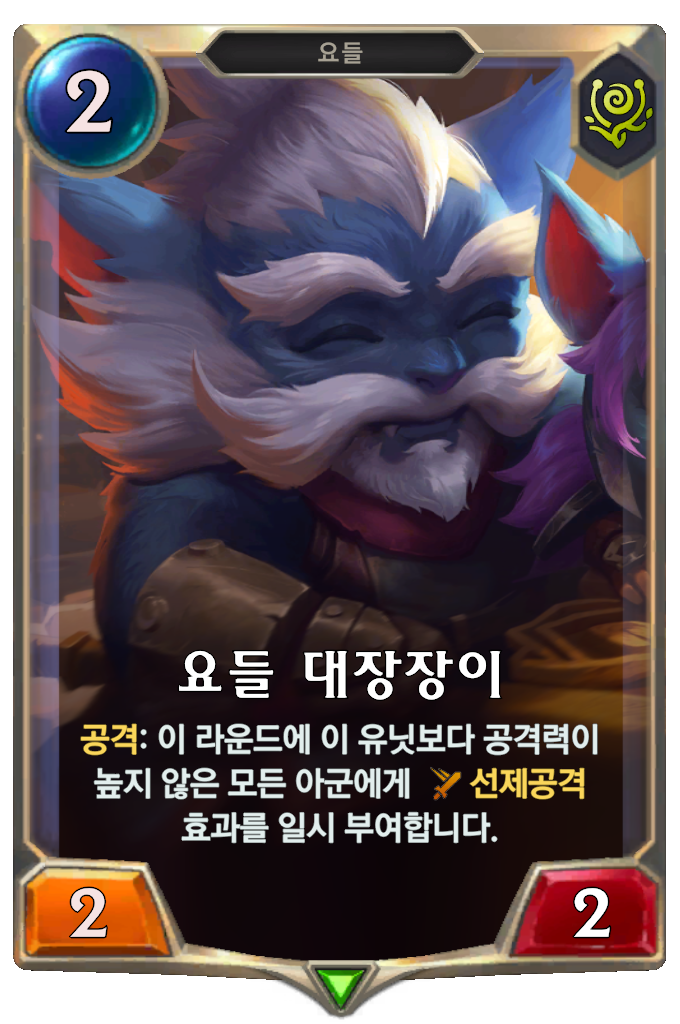 요들
2
요들 대장장이
공격: 이 라운드에 이 유닛보다 공격력이
높지 않은 모든 아군에게 선제공격
효과를 일시 부여합니다.
2
2